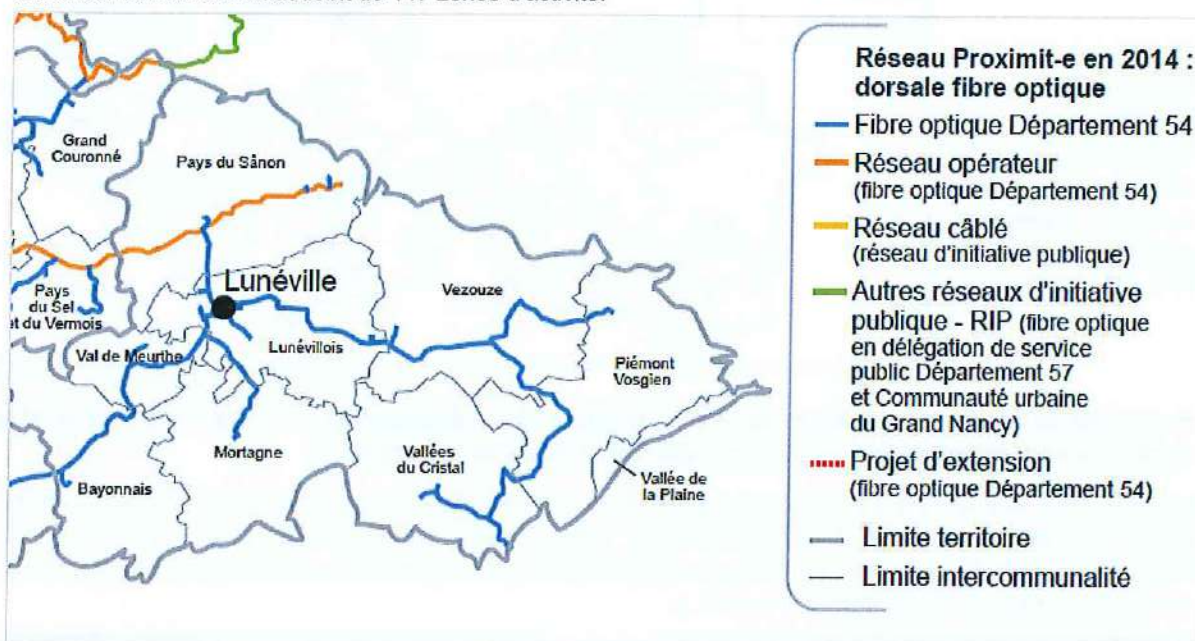 Grand
Couronné
Pays du Sânon
Lunéville
Pays
du Sel
et du Vermois
Val de Meurthe
Lunévillois
Vezouze
Piémont
Vosgien
Mortagne
Vallées
du Cristal
Vallée de
la Plaine
Bayonnais
Réseau Proximit-e en 2014 :
dorsale fibre optique
Fibre optique Département 54
Réseau opérateur
(fibre optique Département 54)
Réseau câblé
(réseau d'initiative publique)
Autres réseaux d'initiative
publique - RIP (fibre optique
en délégation de service
public Département 57
et Communauté urbaine
du Grand Nancy)
Projet d'extension
(fibre optique Département 54)
Limite territoire
Limite intercommunalité